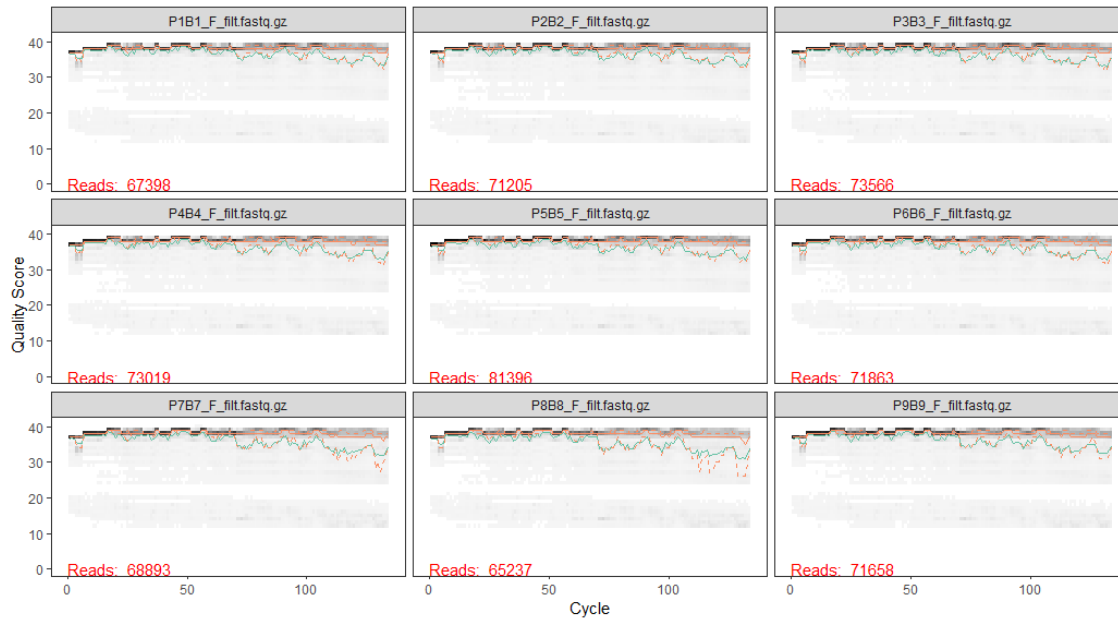 P1B1_F_filt.fastq.gz
P2B2_F_filt.fastq.gz
P3B3_F_filt.fastq.gz
40
30
20
10
0
Reads: 67398
Reads: 71205
Reads: 73566
P4B4_F_filt.fastq.gz
P5B5_F_filt.fastq.gz
P6B6_F_filt.fastq.gz
Quality Score
40
30
20
10
0
Reads: 73019
Reads: 81396
Reads: 71863
P7B7_F_filt.fastq.gz
P8B8_F_filt.fastq.gz
P9B9_F_filt.fastq.gz
40
30
20
10
0
Reads: 68893
Reads: 65237
Reads: 71658
0 50 100
0 50 100
0 50 100
Cycle